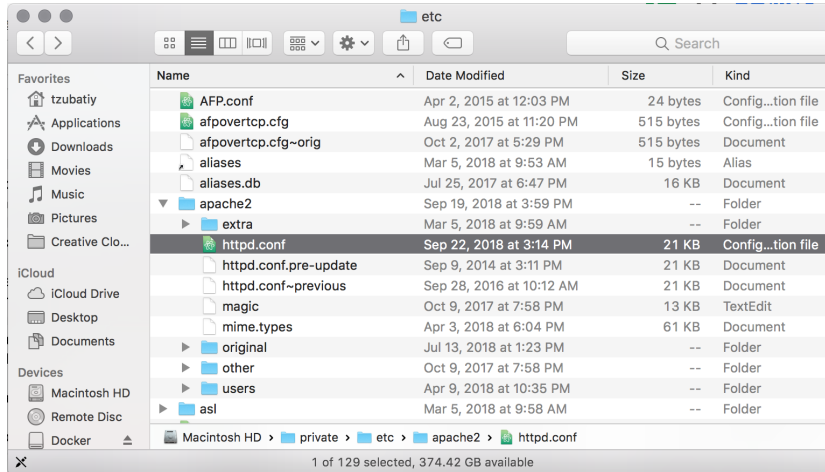 etc
Search
Favorites
tzubatiy
Applications
Downloads
Movies
Music
Pictures
Creative Clo...
iCloud
iCloud Drive
Desktop
Documents
Devices
Macintosh HD
Remote Disc
Docker
Name Date Modified Size Kind
AFP.conf Apr 2, 2015 at 12:03 PM 24 bytes Config...tion file
afpovertcp.cfg Aug 23, 2015 at 11:20 PM 515 bytes Config...tion file
afpovertcp.cfg~orig Oct 2, 2017 at 5:29 PM 515 bytes Document
aliases Mar 5, 2018 at 9:53 AM 15 bytes Alias
aliases.db Jul 25, 2017 at 6:47 PM 16 KB Document
apache2 Sep 19, 2018 at 3:59 PM -- Folder
extra Mar 5, 2018 at 9:59 AM -- Folder
httpd.conf Sep 22, 2018 at 3:14 PM 21 KB Config...tion file
httpd.conf.pre-update Sep 9, 2014 at 3:11 PM 21 KB Document
httpd.conf~previous Sep 28, 2016 at 10:12 AM 21 KB Document
magic Oct 9, 2017 at 7:58 PM 13 KB TextEdit
mime.types Apr 3, 2018 at 6:04 PM 61 KB Document
original Jul 13, 2018 at 1:23 PM -- Folder
other Oct 9, 2017 at 7:58 PM -- Folder
users Apr 9, 2018 at 10:35 PM -- Folder
asl Mar 5, 2018 at 9:58 AM -- Folder
Macintosh HD > private > etc > apache2 > httpd.conf
1 of 129 selected, 374.42 GB available